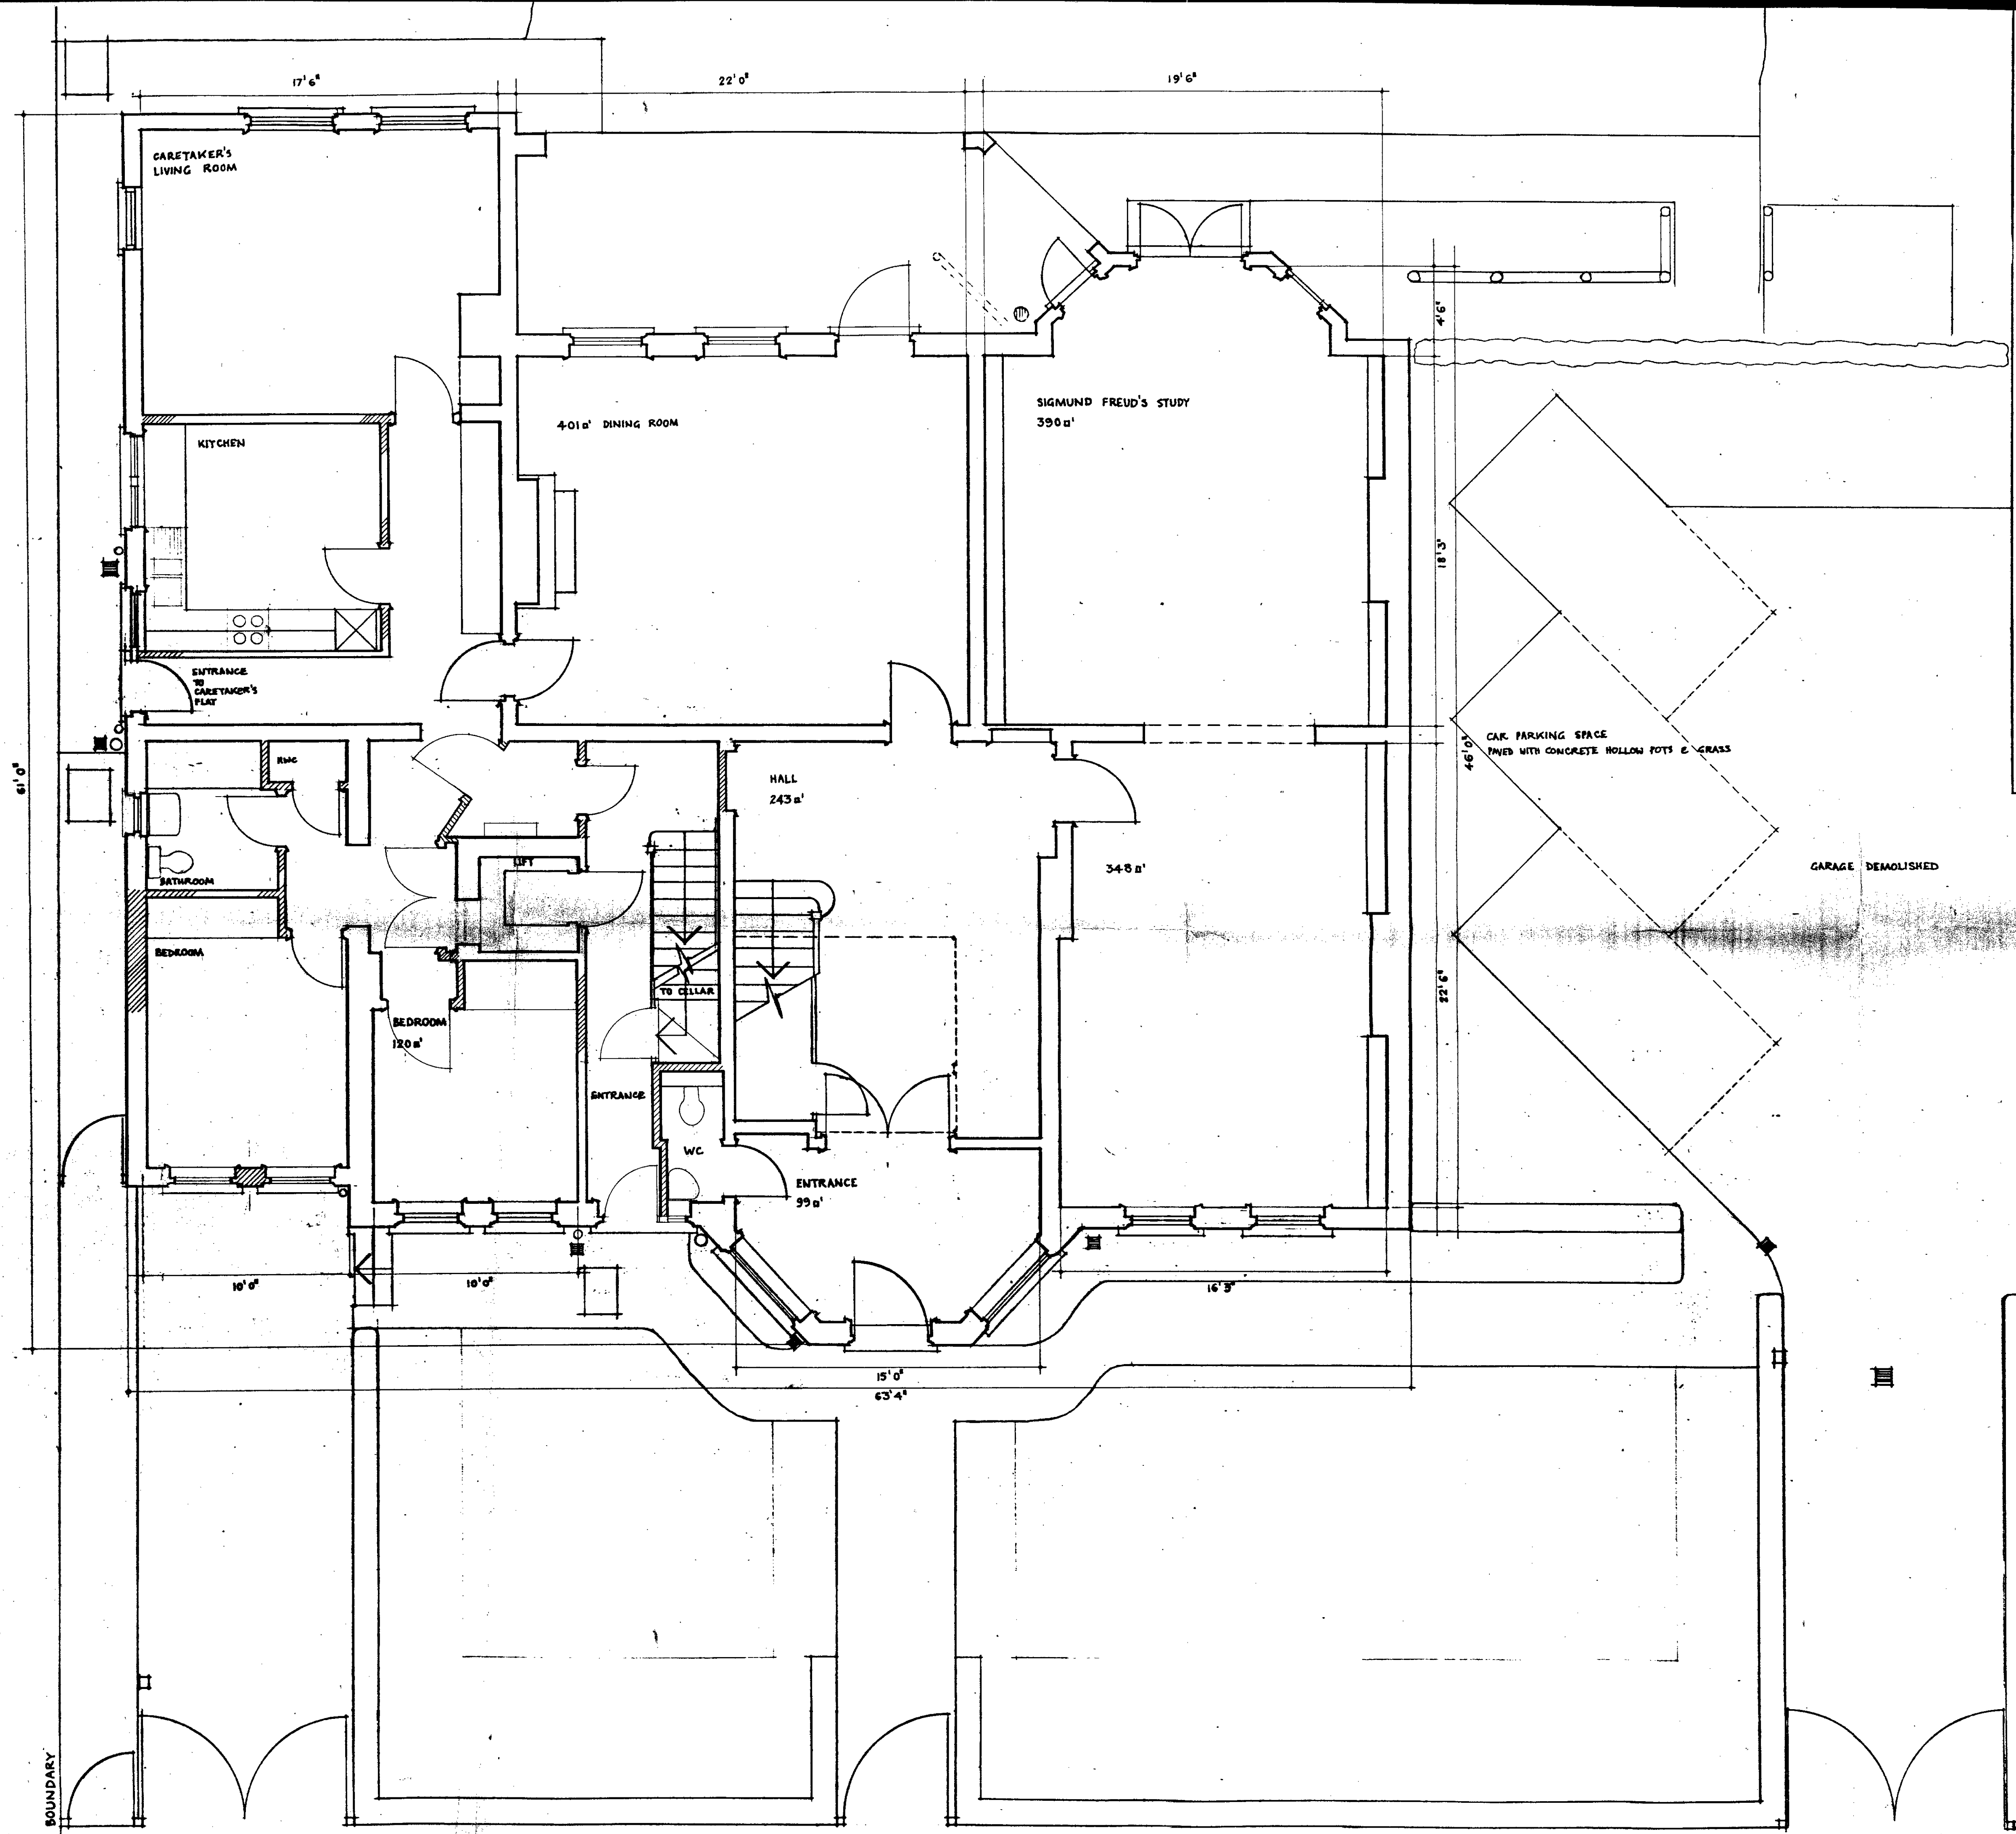 17'6"
22'0"
19'6"
CARETAKER'S
LIVING ROOM
4'6"
SIGMUND FREUD'S STUDY
390□'
401□' DINING ROOM
KITCHEN
18'3"
ENTRANCE
TO
CARETAKER'S
FLAT
CAR PARKING SPACE
PAVED WITH CONCRETE HOLLOW POTS & GRASS
46'0"
61'0"
HALL
243□'
LIFT
348□'
GARAGE DEMOLISHED
BATHROOM
BEDROOM
22'6"
TO CELLAR
BEDROOM
120□'
ENTRANCE
WC
ENTRANCE
99□'
10'0"
10'0"
16'3"
15'0"
63'4"
BOUNDARY